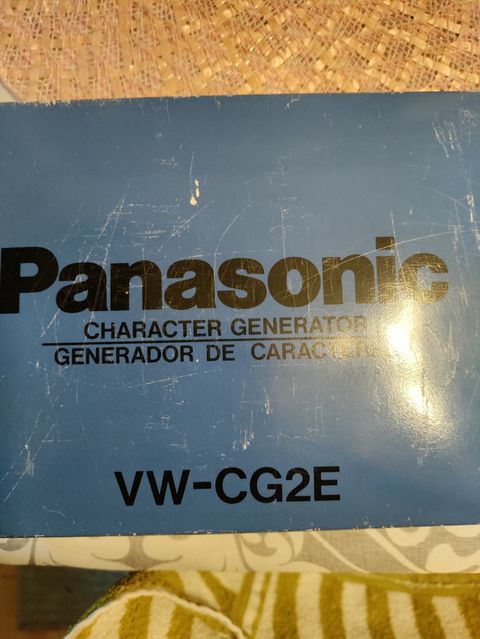 Panasonic
CHARACTER GENERATOR
GENERADOR DE
VW-CG2E